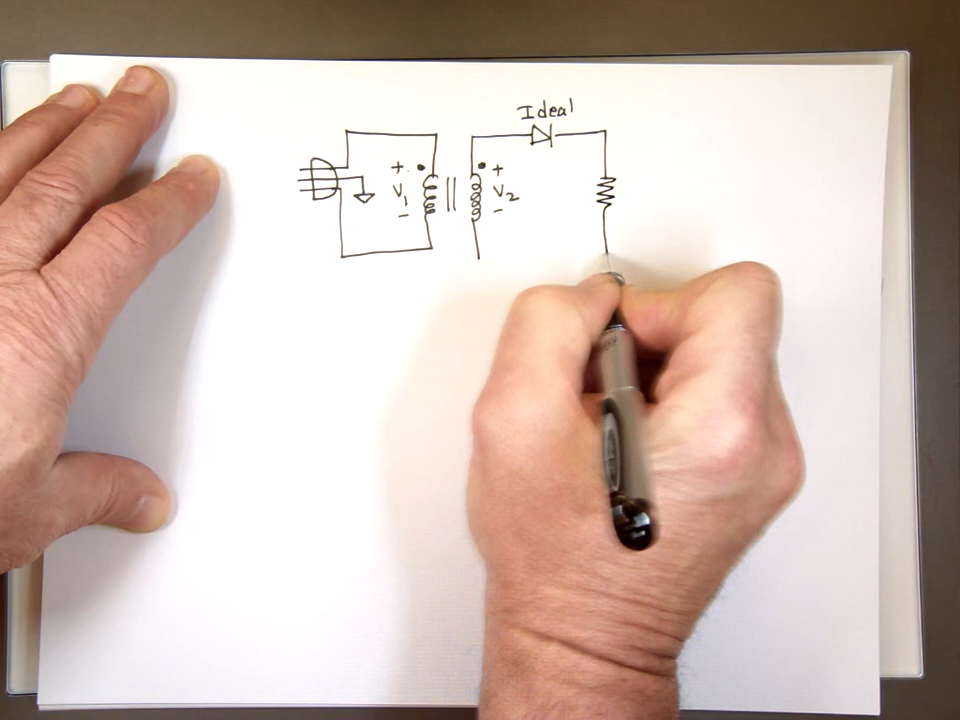 Ideal
+ +
V1 V2
- -